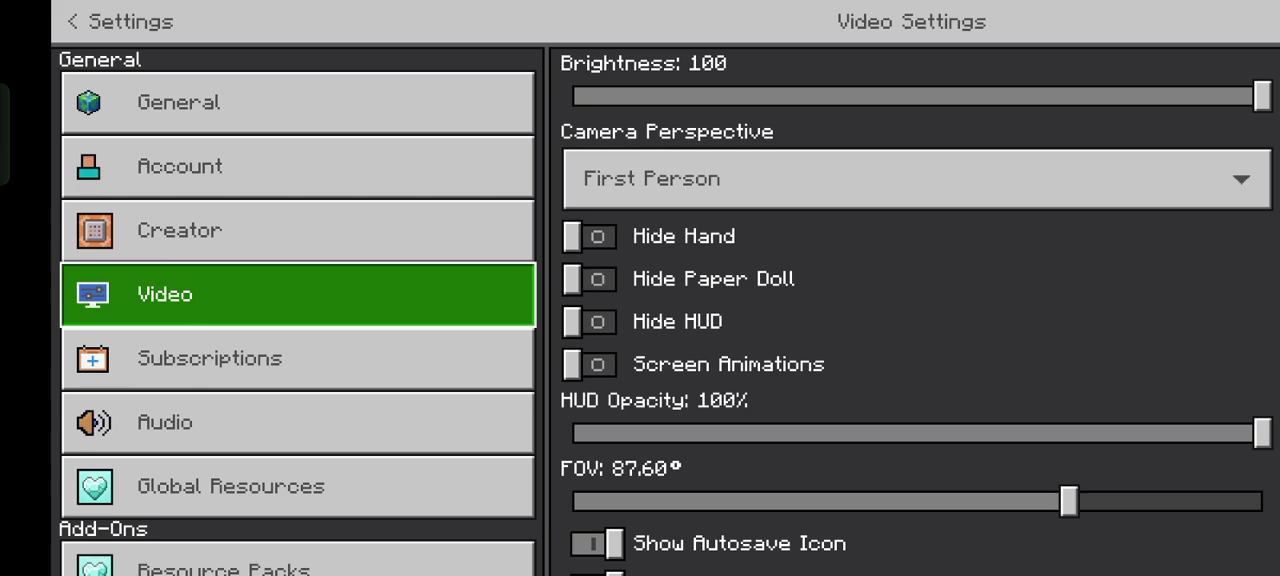 < Settings
Video Settings
General
General
Account
Creator
Video
Subscriptions
Audio
Global Resources
Add-Ons
Resource Packs
Brightness: 100
Camera Perspective
First Person
Hide Hand
Hide Paper Doll
Hide HUD
Screen Animations
HUD Opacity: 100%
FOV: 87.60°
Show Autosave Icon